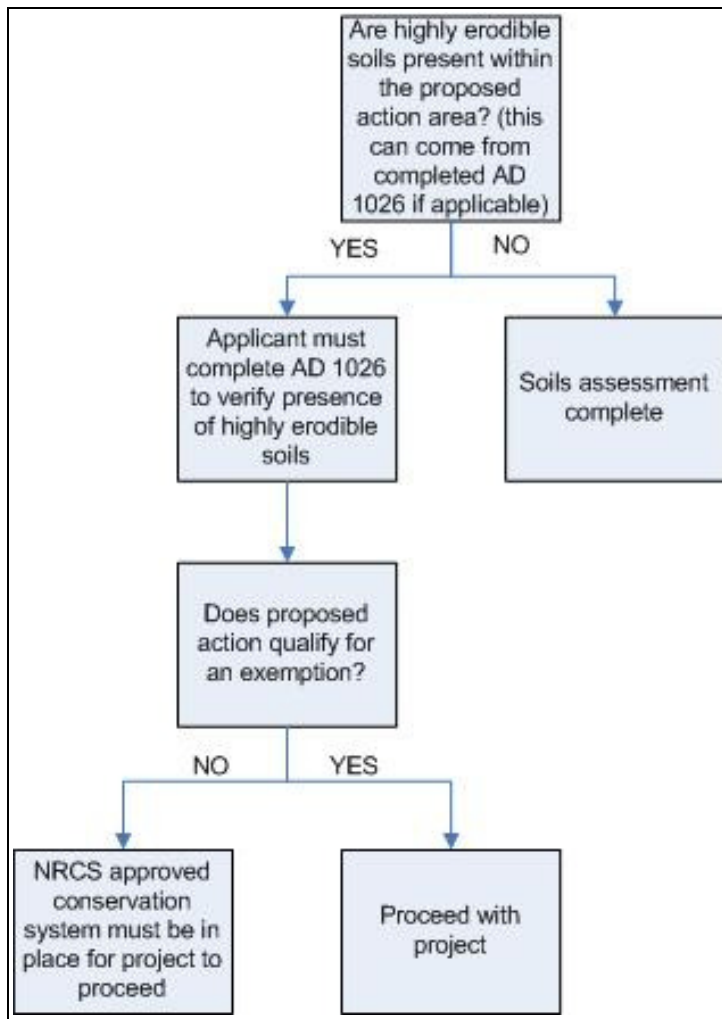 Are highly erodible
soils present within
the proposed
action area? (this
can come from
completed AD
1026 if applicable)
YES
NO
Applicant must
complete AD 1026
to verify presence
of highly erodible
soils
Soils assessment
complete
Does proposed
action qualify for
an exemption?
NO
YES
NRCS approved
conservation
system must be in
place for project to
proceed
Proceed with
project